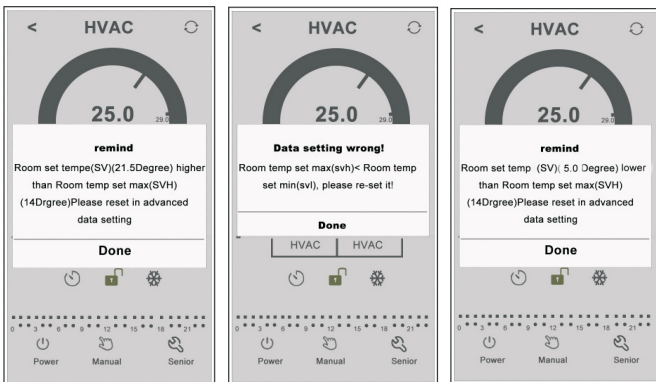 < HVAC
25.0
29.0
remind
Room set tempe(SV)(21.5Degree) higher
than Room temp set max(SVH)
(14Drgree)Please reset in advanced
data setting
Done
0 3 6 9 12 15 18 21
Power Manual Senior
< HVAC
25.0
29.0
Data setting wrong!
Room temp set max(svh)< Room temp
set min(svl), please re-set it!
Done
HVAC HVAC
0 3 6 9 12 15 18 21
Power Manual Senior
< HVAC
25.0
29.0
remind
Room set temp (SV)( 5.0 Degree) lower
than Room temp set max(SVH)
(14Drgree)Please reset in advanced
data setting
Done
0 3 6 9 12 15 18 21
Power Manual Senior